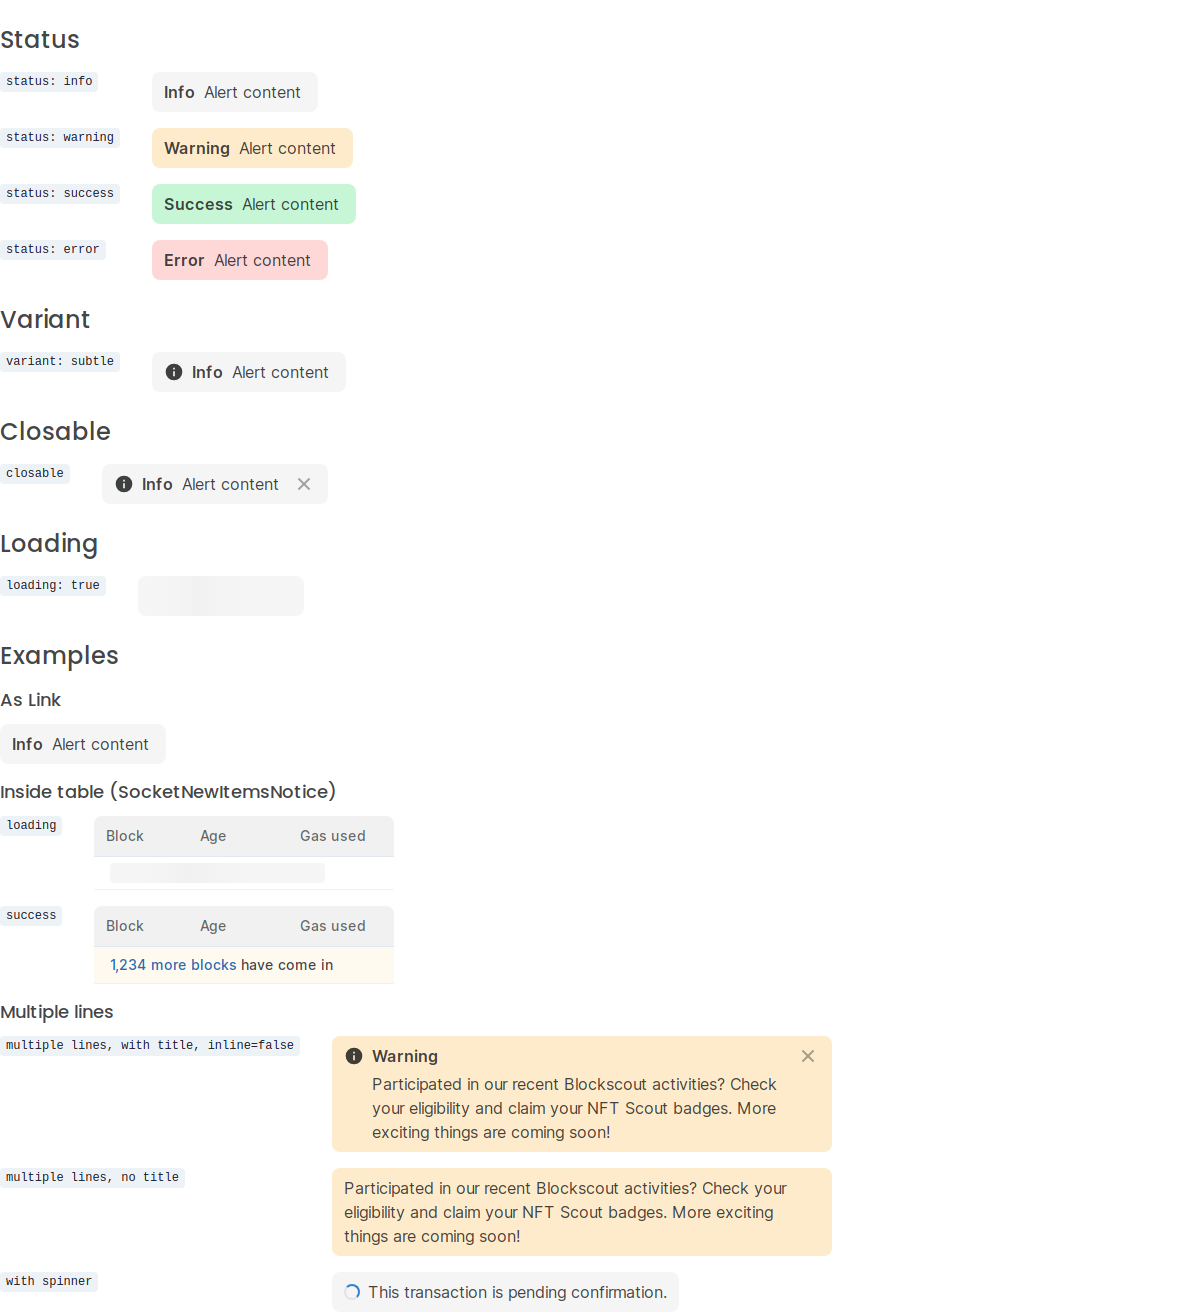 Status
status: info
Info Alert content
status: warning
Warning Alert content
status: success
Success Alert content
status: error
Error Alert content
Variant
variant: subtle
Info Alert content
Closable
closable
Info Alert content
Loading
loading: true
Examples
As Link
Info Alert content
Inside table (SocketNewItemsNotice)
loading
Block Age Gas used
success
Block Age Gas used
1,234 more blocks have come in
Multiple lines
multiple lines, with title, inline=false
Warning
Participated in our recent Blockscout activities? Check
your eligibility and claim your NFT Scout badges. More
exciting things are coming soon!
multiple lines, no title
Participated in our recent Blockscout activities? Check your
eligibility and claim your NFT Scout badges. More exciting
things are coming soon!
with spinner
This transaction is pending confirmation.